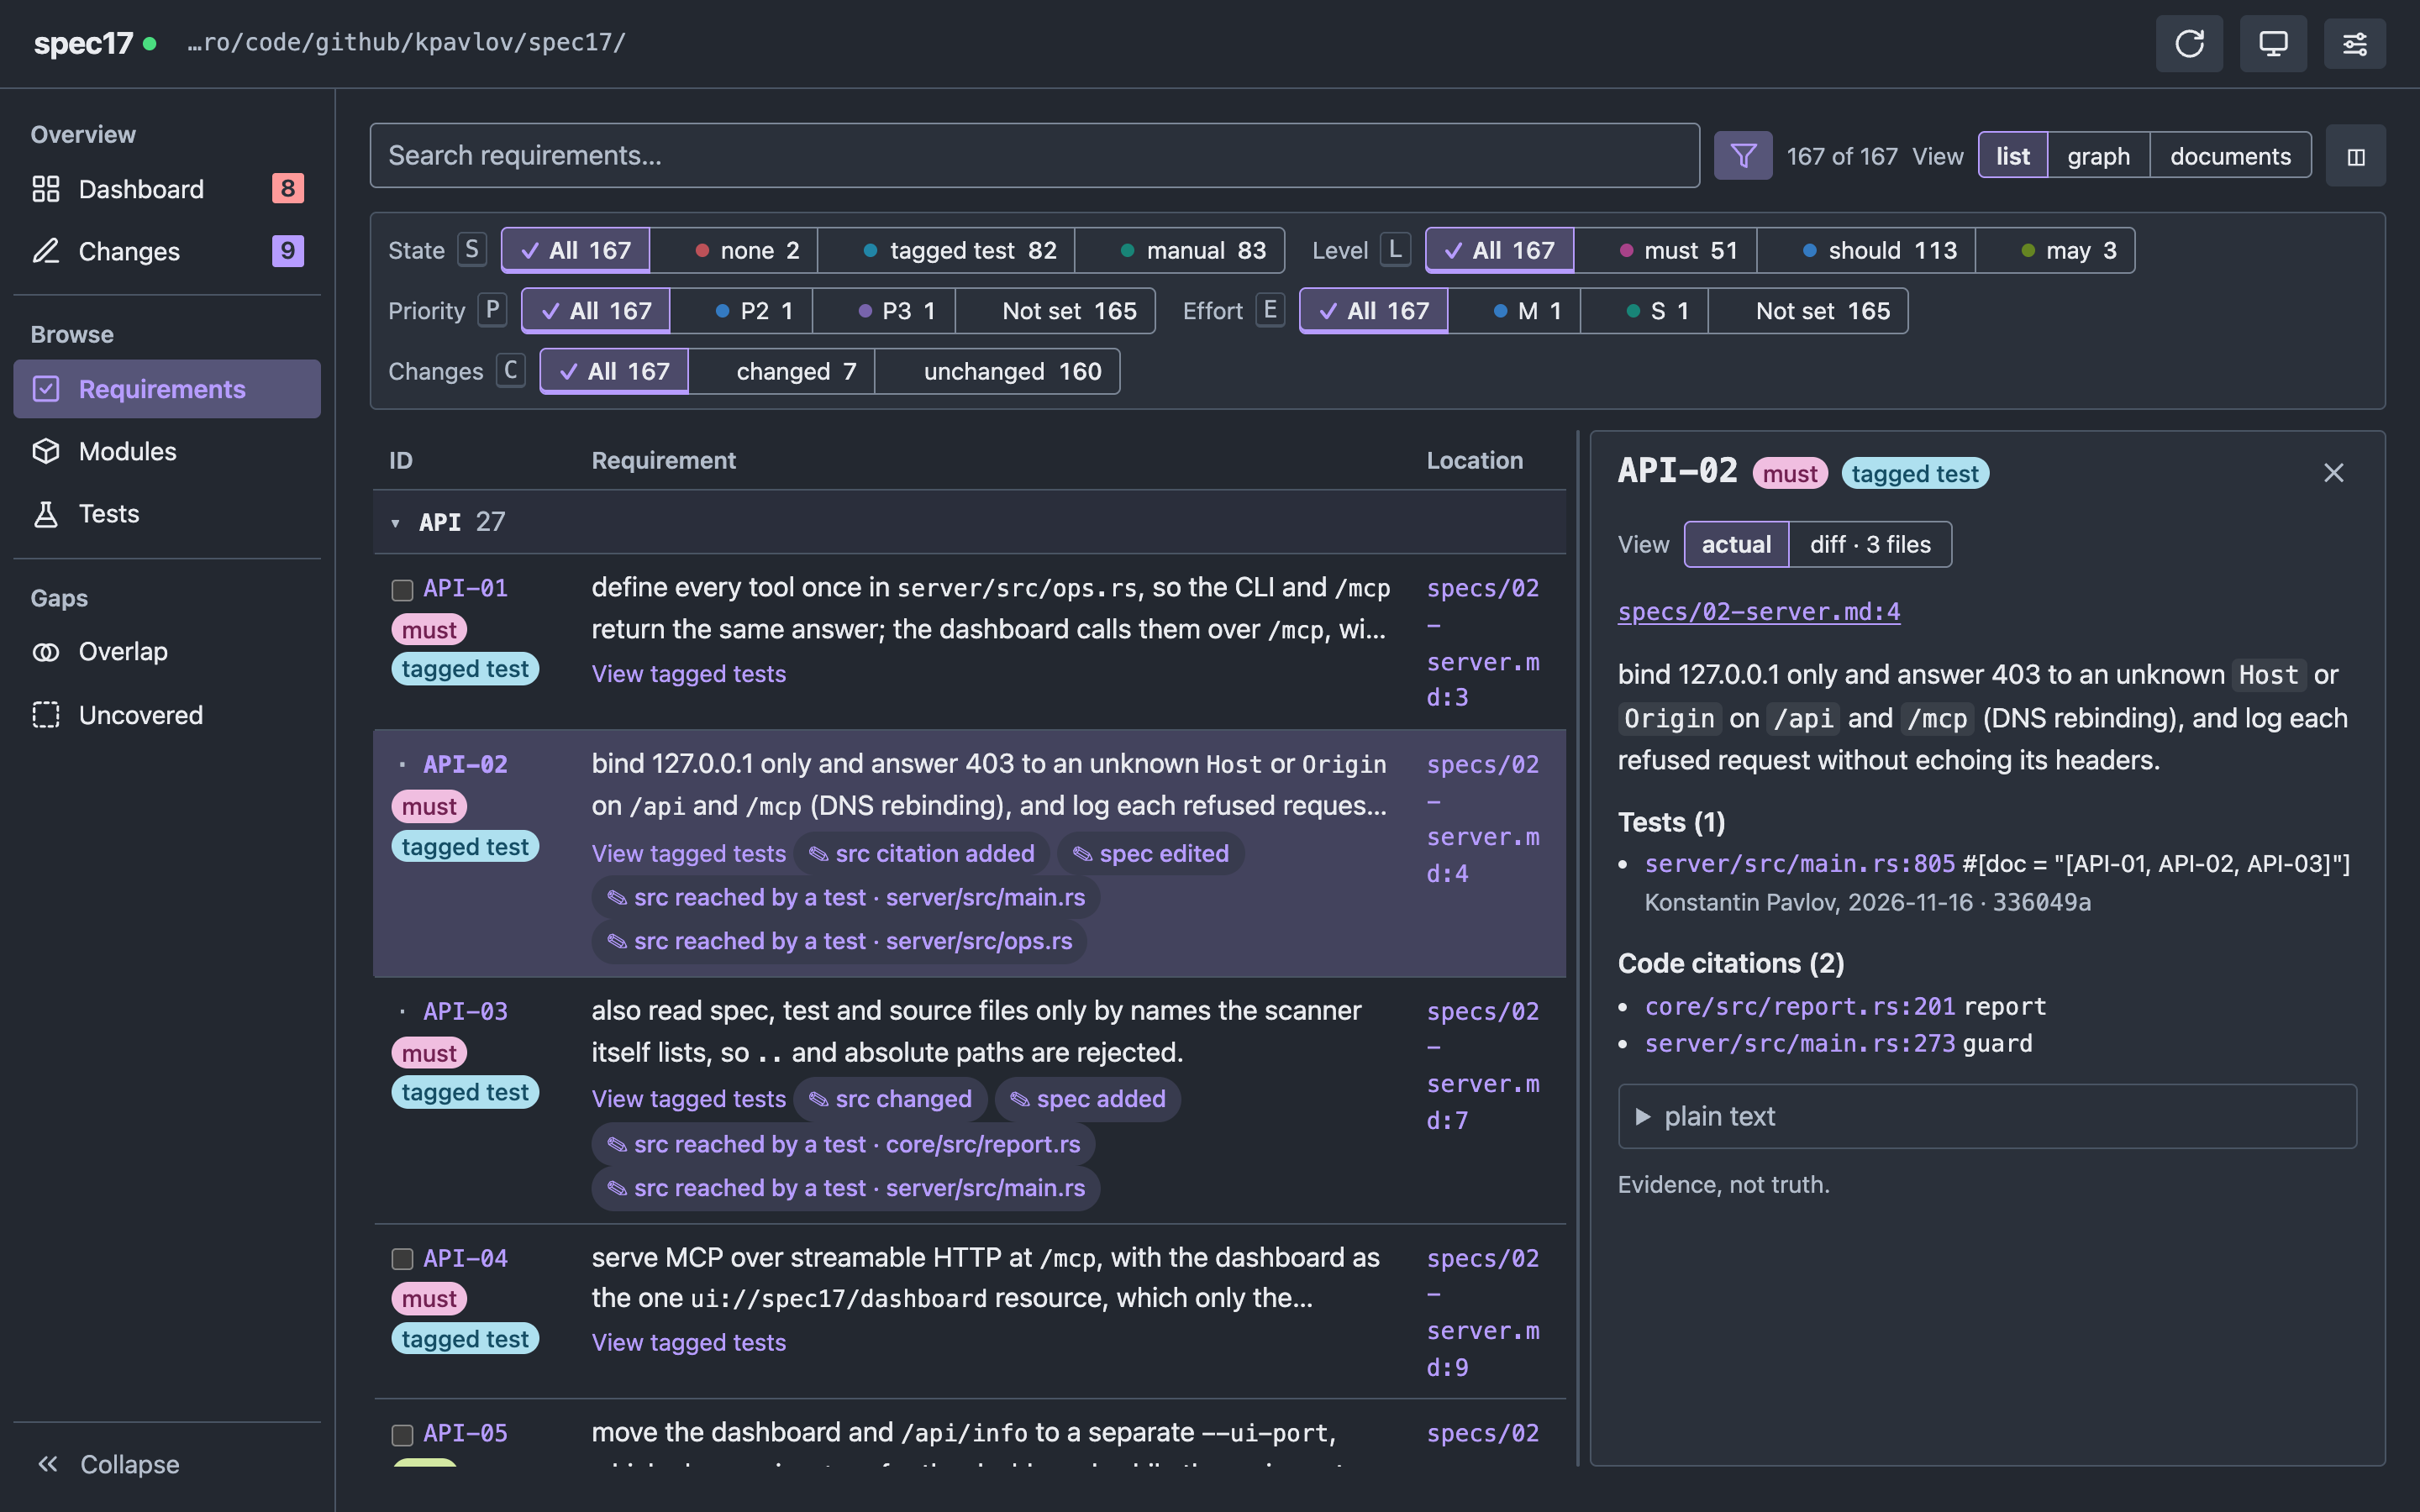 spec17
…ro/code/github/kpavlov/spec17/
Overview
Dashboard 8
Changes 9
Browse
Requirements
Modules
Tests
Gaps
Overlap
Uncovered
Collapse
Search requirements...
167 of 167 View list graph documents
State S All 167 none 2 tagged test 82 manual 83 Level L All 167 must 51 should 113 may 3
Priority P All 167 P2 1 P3 1 Not set 165 Effort E All 167 M 1 S 1 Not set 165
Changes C All 167 changed 7 unchanged 160
ID Requirement Location
API 27
API-01
must
tagged test
define every tool once in server/src/ops.rs, so the CLI and /mcp
return the same answer; the dashboard calls them over /mcp, wi...
View tagged tests
specs/02
-
server.m
d:3
API-02
must
tagged test
bind 127.0.0.1 only and answer 403 to an unknown Host or Origin
on /api and /mcp (DNS rebinding), and log each refused reques...
View tagged tests ✎ src citation added ✎ spec edited
✎ src reached by a test · server/src/main.rs
✎ src reached by a test · server/src/ops.rs
specs/02
-
server.m
d:4
API-03
must
tagged test
also read spec, test and source files only by names the scanner
itself lists, so .. and absolute paths are rejected.
View tagged tests ✎ src changed ✎ spec added
✎ src reached by a test · core/src/report.rs
✎ src reached by a test · server/src/main.rs
specs/02
-
server.m
d:7
API-04
must
tagged test
serve MCP over streamable HTTP at /mcp, with the dashboard as
the one ui://spec17/dashboard resource, which only the...
View tagged tests
specs/02
-
server.m
d:9
API-05
move the dashboard and /api/info to a separate --ui-port,
specs/02
API-02 must tagged test
View actual diff · 3 files
specs/02-server.md:4
bind 127.0.0.1 only and answer 403 to an unknown Host or
Origin on /api and /mcp (DNS rebinding), and log each
refused request without echoing its headers.
Tests (1)
• server/src/main.rs:805 #[doc = "[API-01, API-02, API-03]"]
Konstantin Pavlov, 2026-11-16 · 336049a
Code citations (2)
• core/src/report.rs:201 report
• server/src/main.rs:273 guard
plain text
Evidence, not truth.